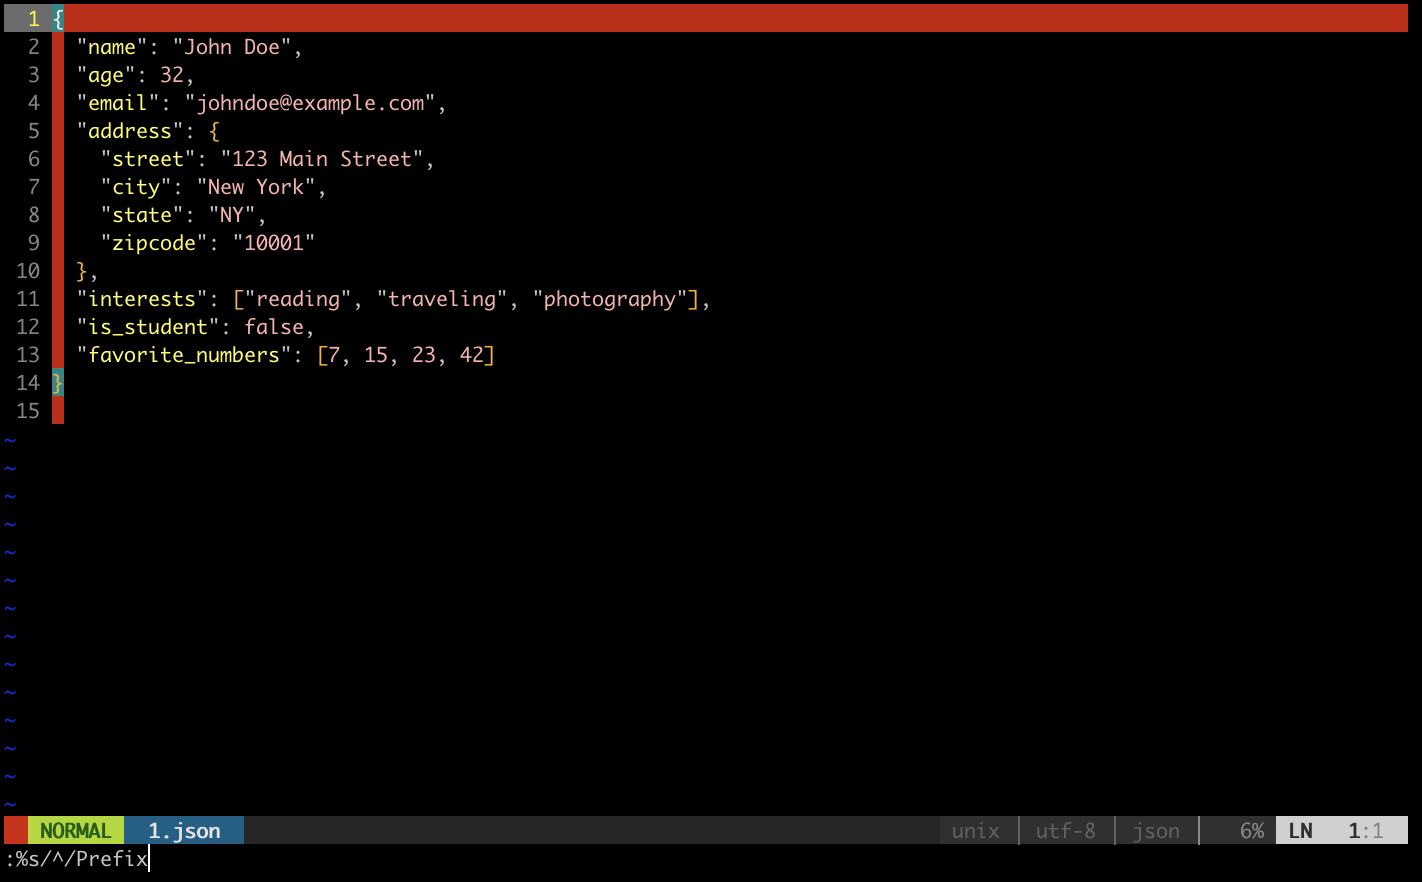 1 {
2   "name": "John Doe",
3   "age": 32,
4   "email": "johndoe@example.com",
5   "address": {
6     "street": "123 Main Street",
7     "city": "New York",
8     "state": "NY",
9     "zipcode": "10001"
10   },
11   "interests": ["reading", "traveling", "photography"],
12   "is_student": false,
13   "favorite_numbers": [7, 15, 23, 42]
14 }
15
~
~
~
~
~
~
~
~
~
~
~
~
~
~
NORMAL 1.json unix | utf-8 | json | 6% LN 1:1
:%s/^/Prefix